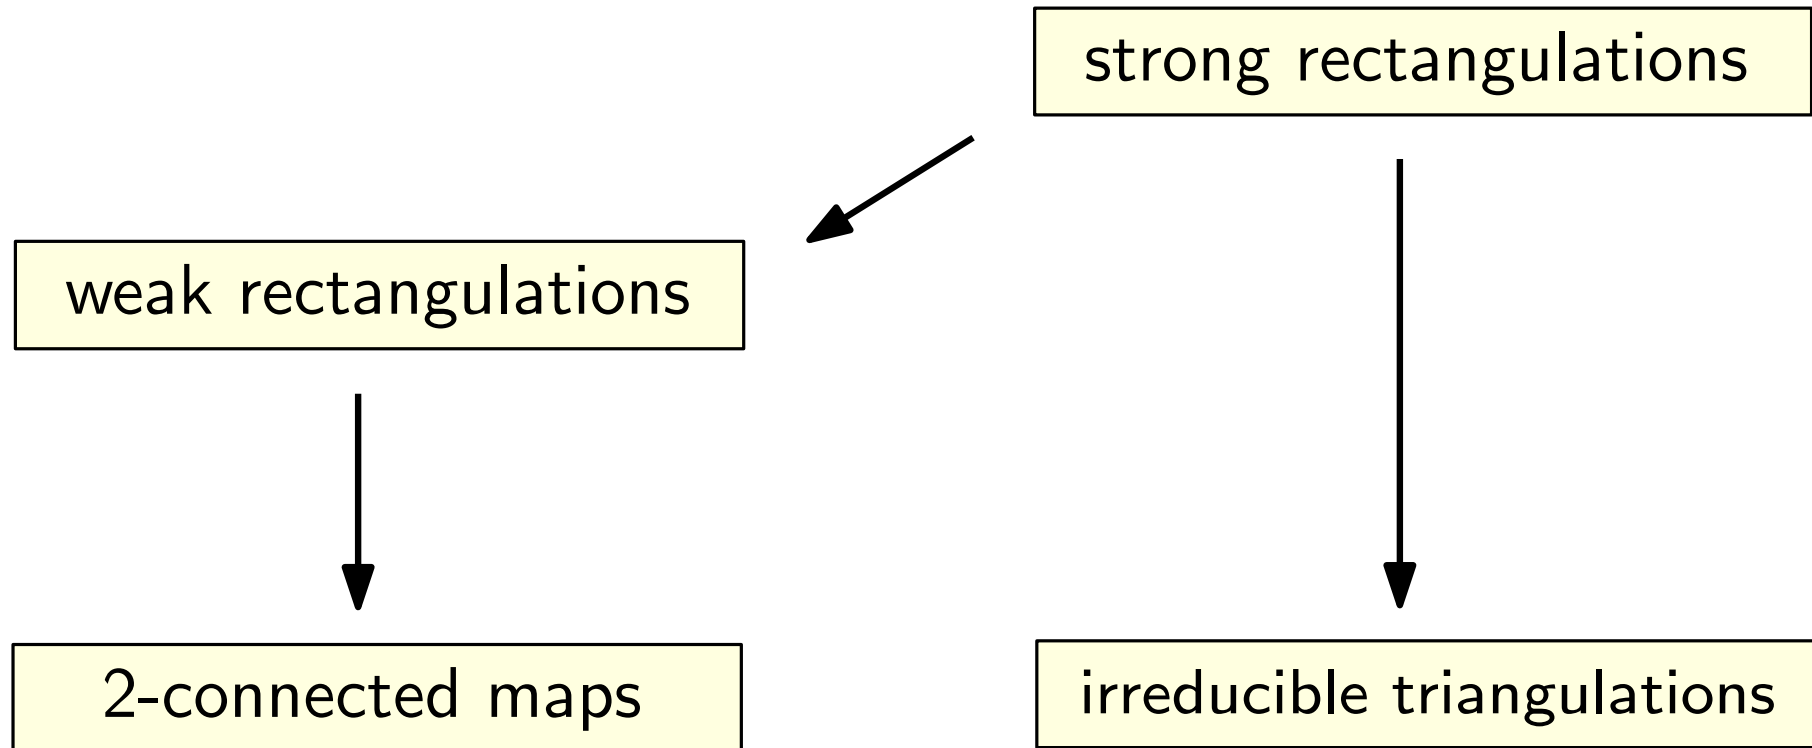 strong rectangulations
weak rectangulations
2-connected maps
irreducible triangulations